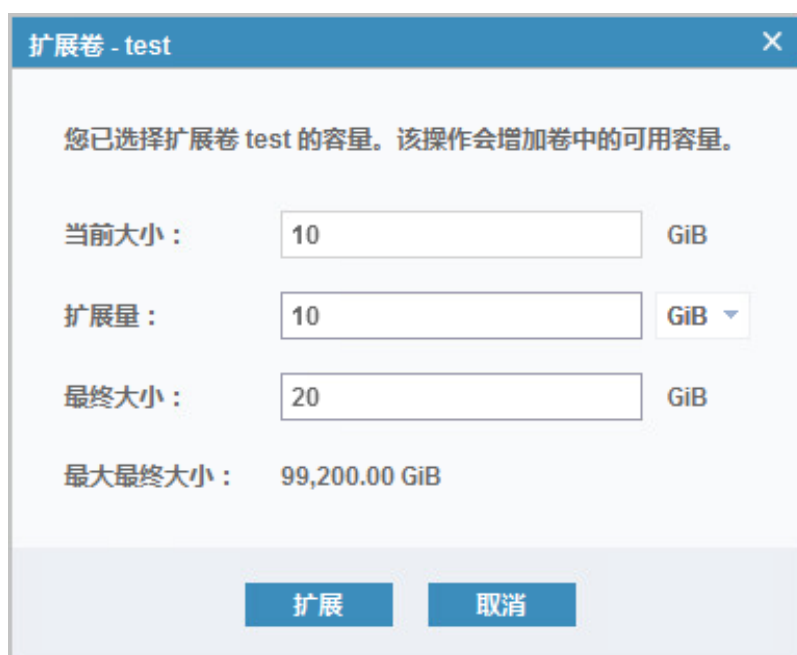 扩展卷 - test
您已选择扩展卷 test 的容量。该操作会增加卷中的可用容量。
当前大小： 10 GiB
扩展量： 10 GiB
最终大小： 20 GiB
最大最终大小： 99,200.00 GiB
扩展 取消